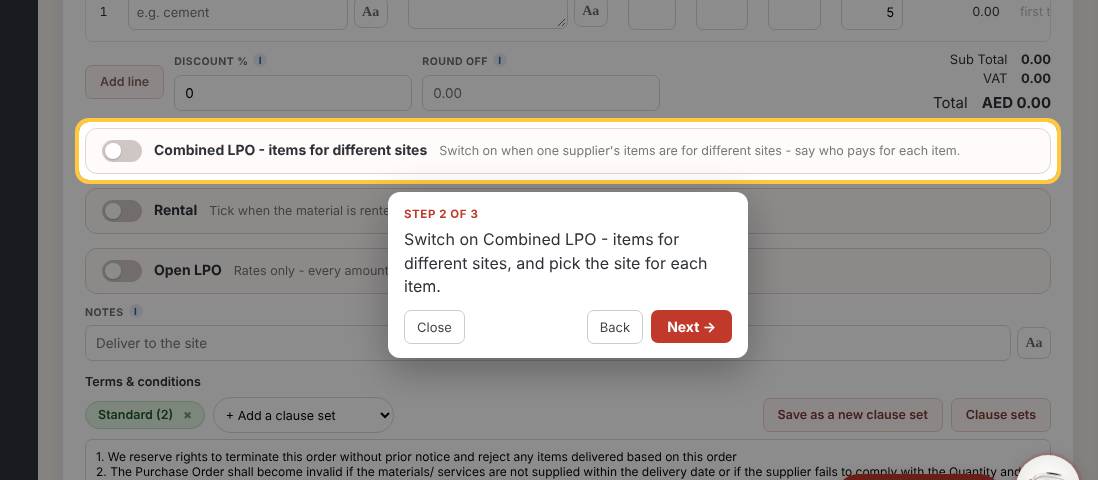 1 e.g. cement Aa Aa 5 0.00 first t
DISCOUNT % i ROUND OFF i Sub Total 0.00
Add line 0 0.00 VAT 0.00
Total AED 0.00
Combined LPO - items for different sites Switch on when one supplier's items are for different sites - say who pays for each item.
Rental Tick when the material is rente
STEP 2 OF 3
Switch on Combined LPO - items for
different sites, and pick the site for each
item.
Open LPO Rates only - every amount
Close Back Next →
NOTES i
Deliver to the site Aa
Terms & conditions
Standard (2) × + Add a clause set Save as a new clause set Clause sets
1. We reserve rights to terminate this order without prior notice and reject any items delivered based on this order
2. The Purchase Order shall become invalid if the materials/ services are not supplied within the delivery date or if the supplier fails to comply with the Quantity and